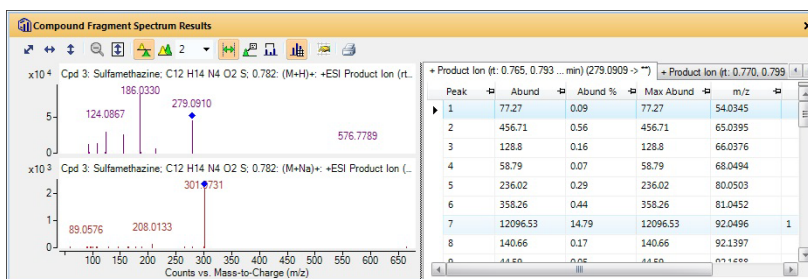 Compound Fragment Spectrum Results
2
x10 4 Cpd 3: Sulfamethazine; C12 H14 N4 O2 S; 0.782: (M+H)+: +ESI Product Ion (rt...
186.0330
279.0910
124.0867
5
576.7789
0
x10 3 Cpd 3: Sulfamethazine; C12 H14 N4 O2 S; 0.782: (M+Na)+: +ESI Product Ion (...
301.0731
2
1
89.0576
208.0133
0
100 150 200 250 300 350 400 450 500 550 600 650
Counts vs. Mass-to-Charge (m/z)
+ Product Ion (rt: 0.765, 0.793 ... min) (279.0909 -> **)
+ Product Ion (rt: 0.770, 0.799
Peak Abund Abund % Max Abund m/z
1 77.27 0.09 77.27 54.0345
2 456.71 0.56 456.71 65.0395
3 128.8 0.16 128.8 66.0376
4 58.79 0.07 58.79 68.0494
5 236.02 0.29 236.02 80.0503
6 358.26 0.44 358.26 81.0452
7 12096.53 14.79 12096.53 92.0496 1
8 140.66 0.17 140.66 92.1397